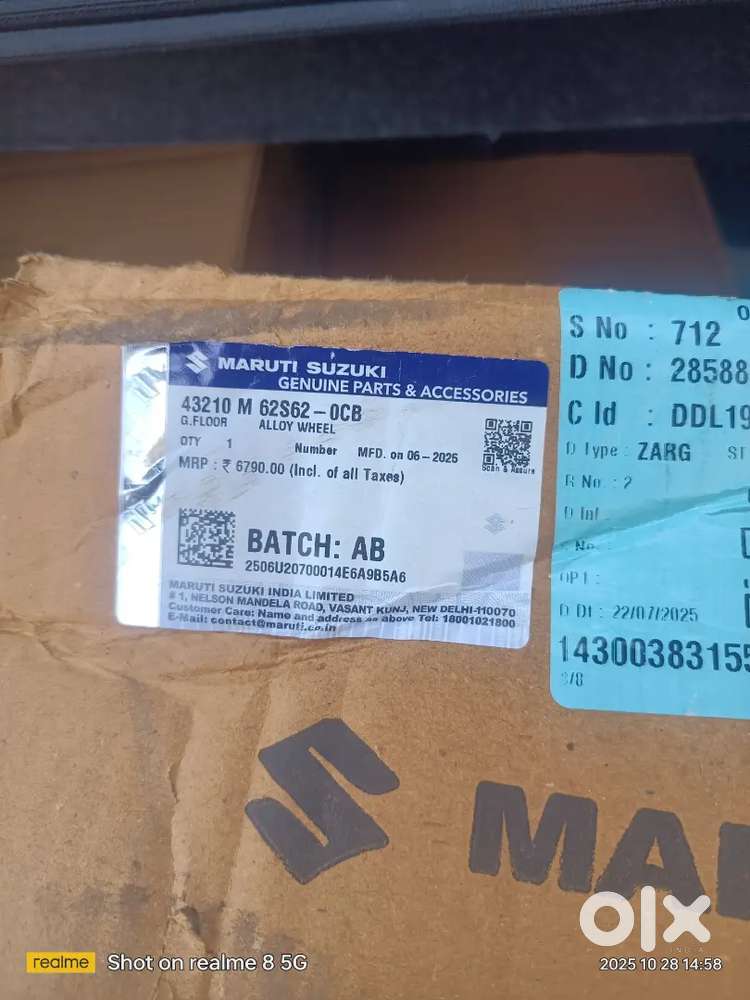 MARUTI SUZUKI
GENUINE PARTS & ACCESSORIES
43210 M 62S62-0CB
G.FLOOR ALLOY WHEEL
QTY 1 Number MFD. on 06-2025
MRP : ₹ 6790.00 (Incl. of all Taxes)
Scan & Assure
BATCH: AB
2506U20700014E6A9B5A6
MARUTI SUZUKI INDIA LIMITED
# 1, NELSON MANDELA ROAD, VASANT KUNJ, NEW DELHI-110070
Customer Care: Name and address as above Tel: 18001021800
E-Mail: contact@maruti.co.in
S No : 712
D No : 28588
C Id : DDL19
D Type : ZARG
R No : 2
D Dt : 22/07/2025
14300383155
MAR
olx
INDIA
realme Shot on realme 8 5G
2025 10 28 14:58